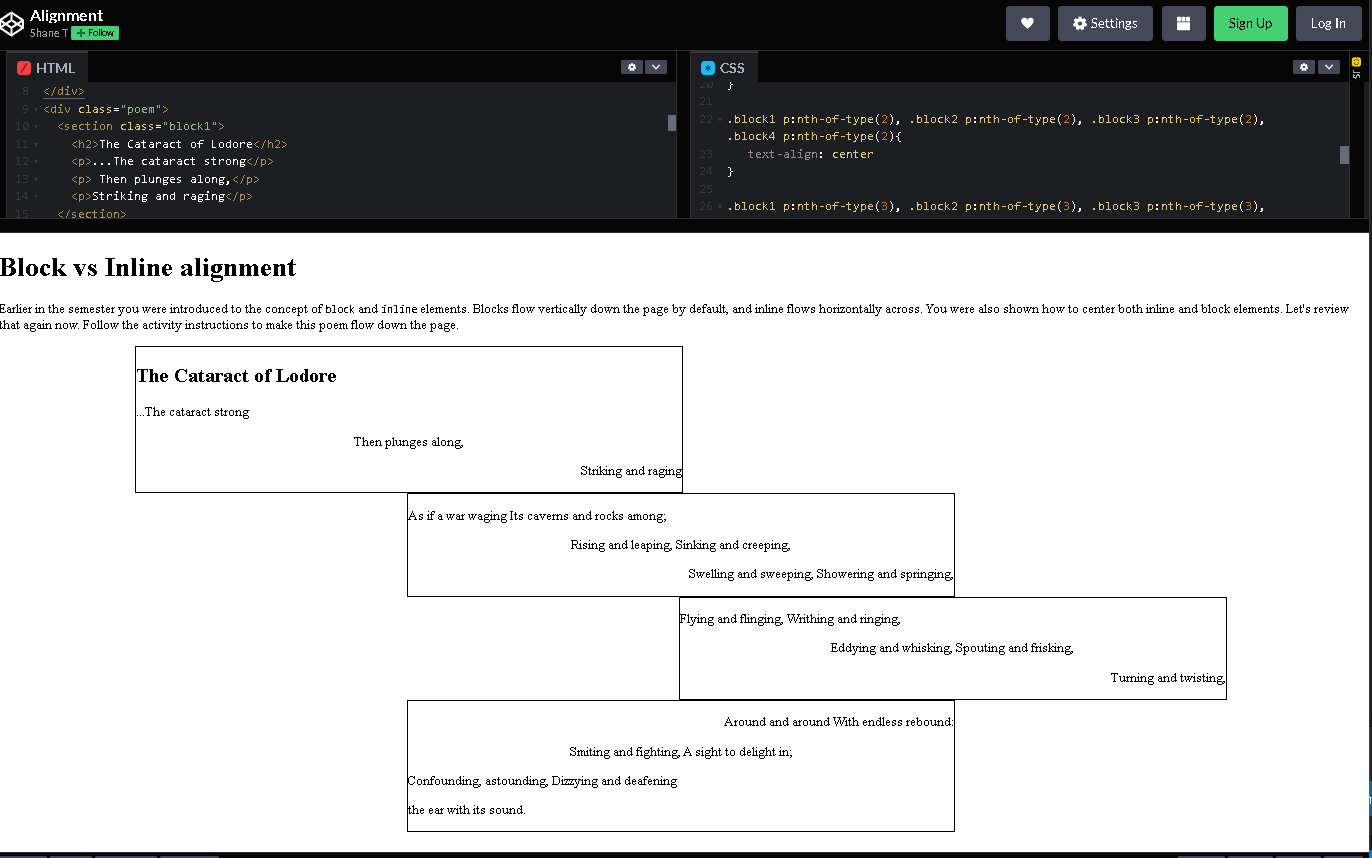 Alignment
Shane T + Follow
Settings
Sign Up
Log In
HTML
8 </div>
9 <div class="poem">
10 <section class="block1">
11 <h2>The Cataract of Lodore</h2>
12 <p>...The cataract strong</p>
13 <p> Then plunges along,</p>
14 <p>Striking and raging</p>
15 </section>
CSS
20 }
21
22 .block1 p:nth-of-type(2), .block2 p:nth-of-type(2), .block3 p:nth-of-type(2),
.block4 p:nth-of-type(2){
23 text-align: center
24 }
25
26 .block1 p:nth-of-type(3), .block2 p:nth-of-type(3), .block3 p:nth-of-type(3),
JS
Block vs Inline alignment
Earlier in the semester you were introduced to the concept of block and inline elements. Blocks flow vertically down the page by default, and inline flows horizontally across. You were also shown how to center both inline and block elements. Let's review
that again now. Follow the activity instructions to make this poem flow down the page.
The Cataract of Lodore
...The cataract strong
Then plunges along,
Striking and raging
As if a war waging Its caverns and rocks among;
Rising and leaping, Sinking and creeping,
Swelling and sweeping, Showering and springing,
Flying and flinging, Writhing and ringing,
Eddying and whisking, Spouting and frisking,
Turning and twisting,
Around and around With endless rebound:
Smiting and fighting, A sight to delight in;
Confounding, astounding, Dizzying and deafening
the ear with its sound.